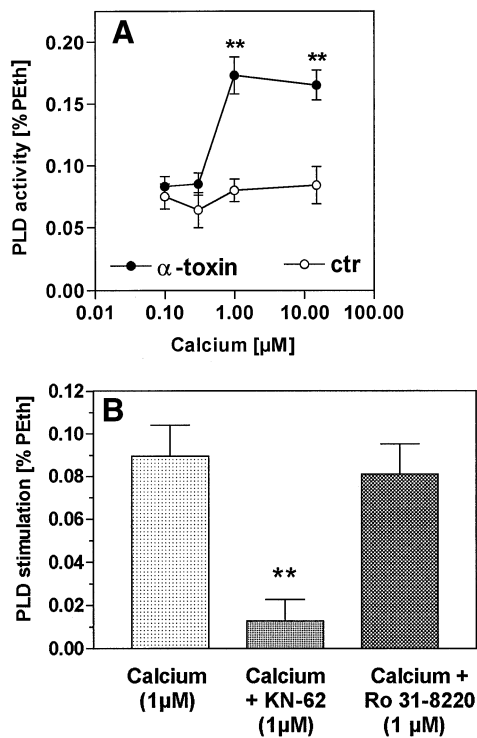 A
0.20
**
**
0.15
0.10
0.05
0.00
PLD activity [% PEth]
α-toxin
ctr
0.01 0.10 1.00 10.00 100.00
Calcium [µM]
B
0.12
0.10
0.08
0.06
0.04
0.02
0.00
PLD stimulation [% PEth]
**
Calcium Calcium Calcium +
(1µM) + KN-62 Ro 31-8220
(1µM) (1 µM)